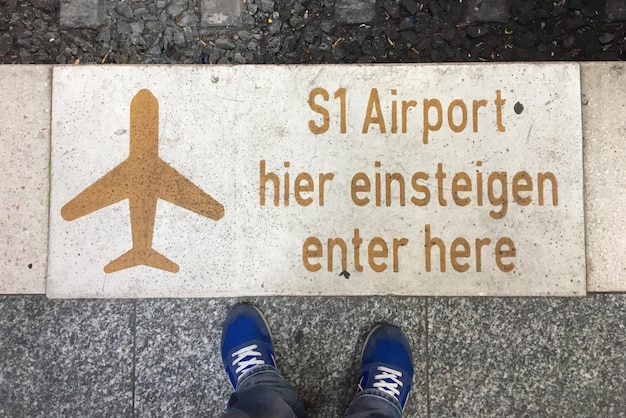 S1 Airport
hier einsteigen
enter here